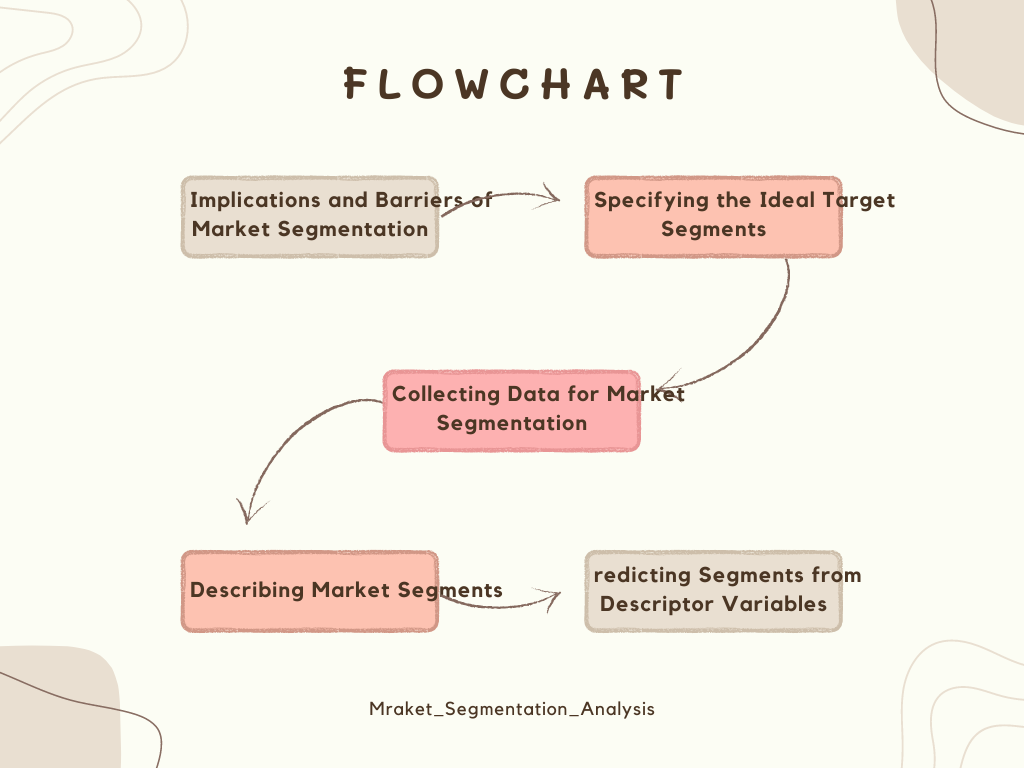 FLOWCHART
Implications and Barriers of
Market Segmentation
Specifying the Ideal Target
Segments
Collecting Data for Market
Segmentation
Describing Market Segments
redicting Segments from
Descriptor Variables
Mraket_Segmentation_Analysis